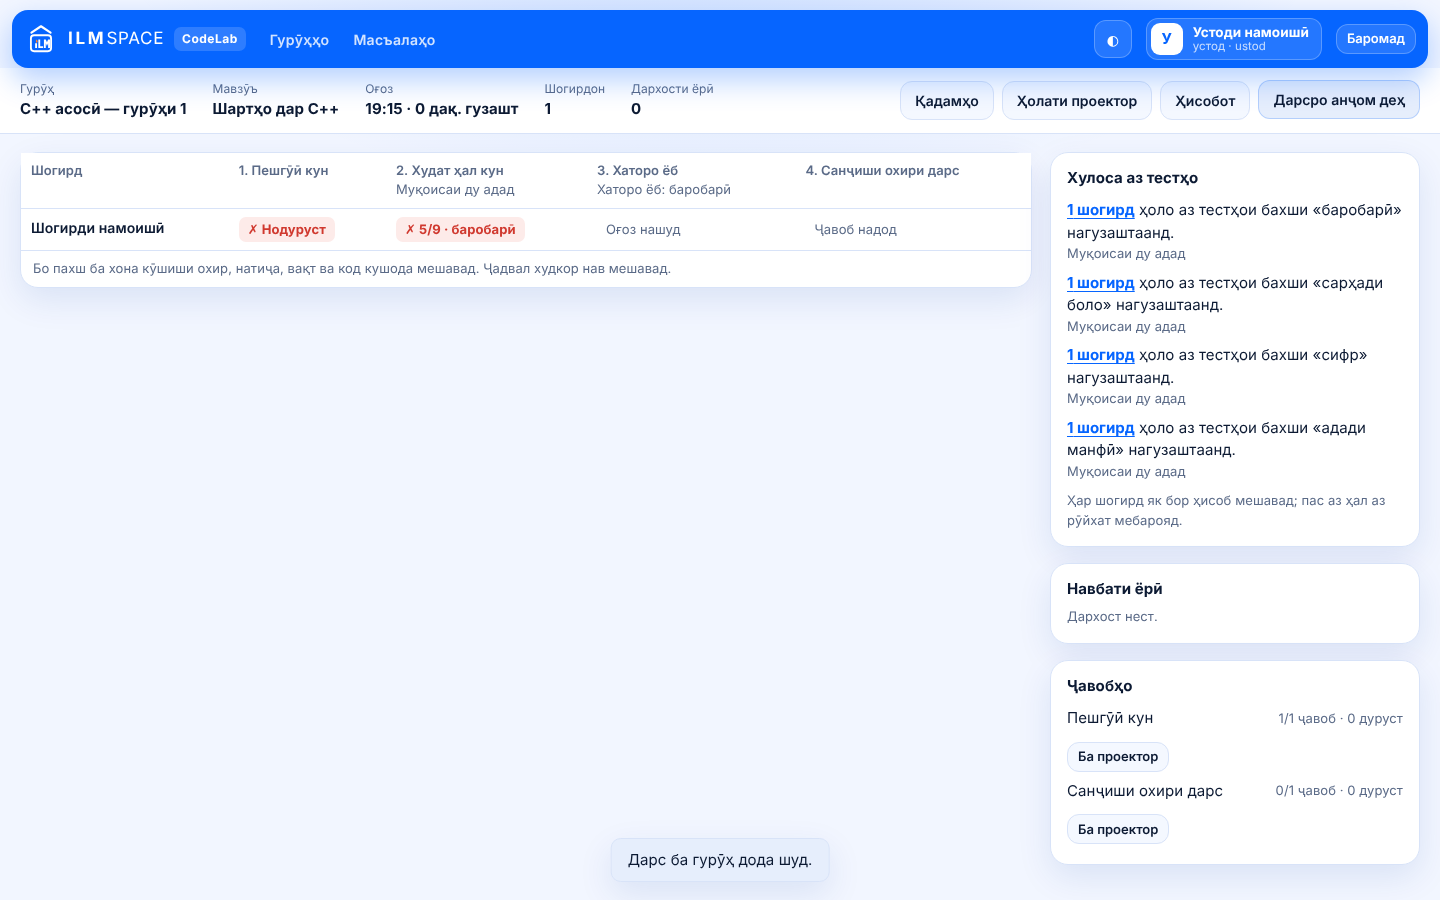 ILMSPACE CodeLab Гурӯҳҳо Масъалаҳо
У Устоди намоишӣ
устод · ustod
Баромад
Гурӯҳ Мавзӯъ Оғоз Шогирдон Дархости ёрӣ
C++ асосӣ — гурӯҳи 1 Шартҳо дар C++ 19:15 · 0 дақ. гузашт 1 0
Қадамҳо Ҳолати проектор Ҳисобот Дарсро анҷом деҳ
Шогирд 1. Пешгӯӣ кун 2. Худат ҳал кун 3. Хаторо ёб 4. Санҷиши охири дарс
Муқоисаи ду адад Хаторо ёб: баробарӣ
Шогирди намоишӣ ✗ Нодуруст ✗ 5/9 · баробарӣ Оғоз нашуд Ҷавоб надод
Бо пахш ба хона кӯшиши охир, натиҷа, вақт ва код кушода мешавад. Ҷадвал худкор нав мешавад.
Хулоса аз тестҳо
1 шогирд ҳоло аз тестҳои бахши «баробарӣ»
нагузаштаанд.
Муқоисаи ду адад
1 шогирд ҳоло аз тестҳои бахши «сарҳади
боло» нагузаштаанд.
Муқоисаи ду адад
1 шогирд ҳоло аз тестҳои бахши «сифр»
нагузаштаанд.
Муқоисаи ду адад
1 шогирд ҳоло аз тестҳои бахши «адади
манфӣ» нагузаштаанд.
Муқоисаи ду адад
Ҳар шогирд як бор ҳисоб мешавад; пас аз ҳал аз
рӯйхат мебарояд.
Навбати ёрӣ
Дархост нест.
Ҷавобҳо
Пешгӯӣ кун 1/1 ҷавоб · 0 дуруст
Ба проектор
Санҷиши охири дарс 0/1 ҷавоб · 0 дуруст
Ба проектор
Дарс ба гурӯҳ дода шуд.